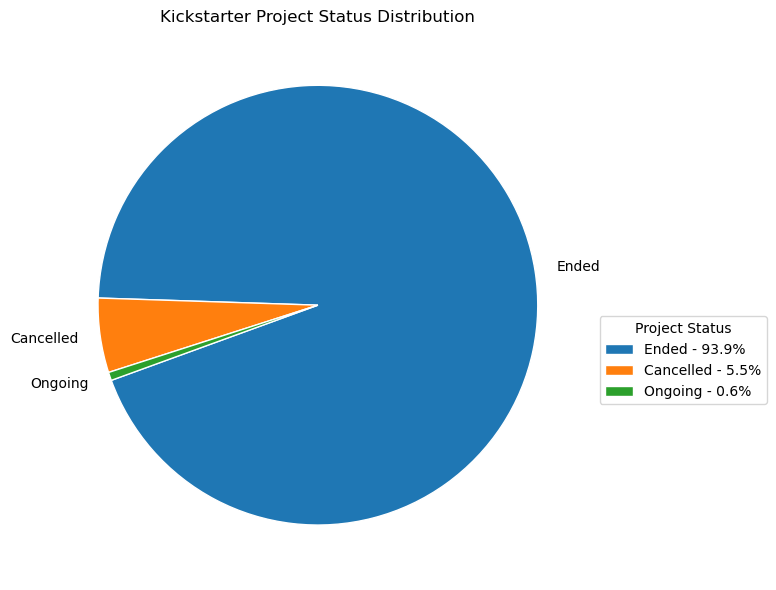 Kickstarter Project Status Distribution
Ended
Cancelled
Ongoing
Project Status
Ended - 93.9%
Cancelled - 5.5%
Ongoing - 0.6%